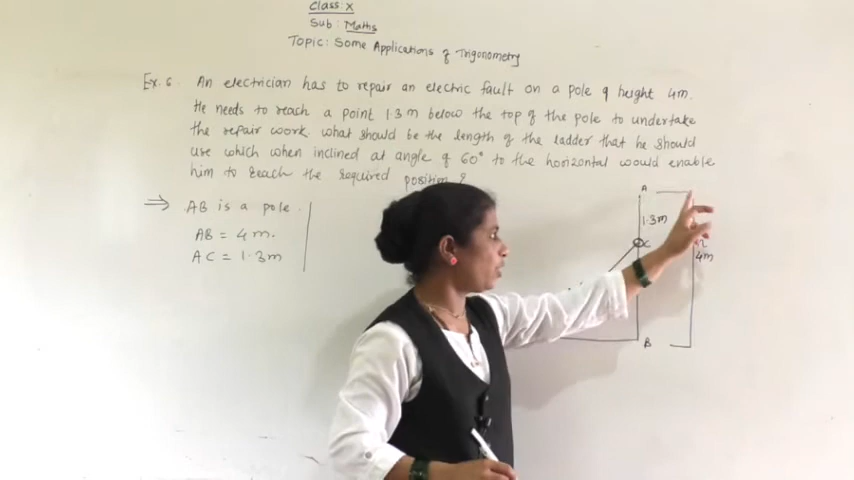 Class: X
Sub: Maths
Topic: Some Applications of Trigonometry
Ex. 6. An electrician has to repair an electric fault on a pole of height 4m.
He needs to reach a point 1.3 m below the top of the pole to undertake
the repair work. what should be the length of the ladder that he should
use which when inclined at angle of 60° to the horizontal would enable
him to reach the required position?
⇒ AB is a pole.
AB = 4 m.
AC = 1.3 m
A
1.3 m
C
4m
B